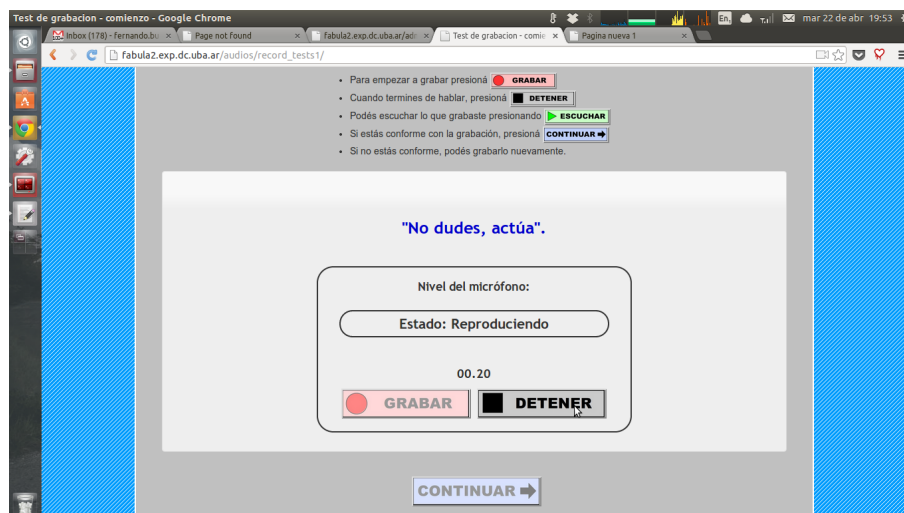 Test de grabacion - comienzo - Google Chrome
En
mar 22 de abr 19:53
Inbox (178) - fernando.bu
Page not found
fabula2.exp.dc.uba.ar/adm
Test de grabacion - comie
Pagina nueva 1
fabula2.exp.dc.uba.ar/audios/record_tests1/
• Para empezar a grabar presioná GRABAR
• Cuando termines de hablar, presioná DETENER
• Podés escuchar lo que grabaste presionando ESCUCHAR
• Si estás conforme con la grabación, presioná CONTINUAR
• Si no estás conforme, podés grabarlo nuevamente.
"No dudes, actúa".
Nivel del micrófono:
Estado: Reproduciendo
00.20
GRABAR DETENER
CONTINUAR